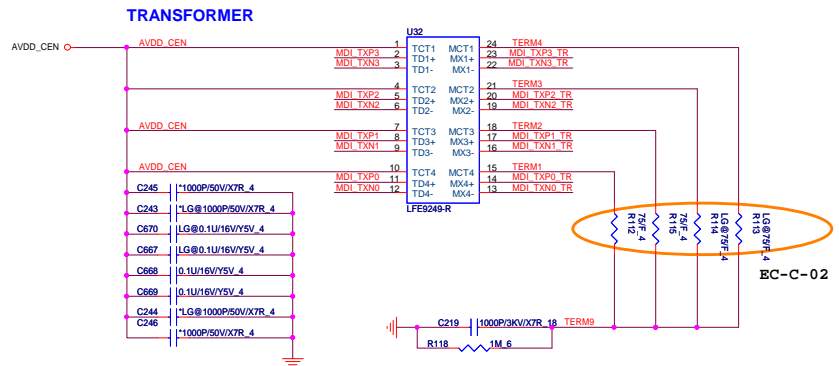 TRANSFORMER
U32
AVDD_CEN AVDD_CEN 1 TCT1 MCT1 24 TERM4
MDI_TXP3 2 TD1+ MX1+ 23 MDI_TXP3_TR
MDI_TXN3 3 TD1- MX1- 22 MDI_TXN3_TR
4 TCT2 MCT2 21 TERM3
MDI_TXP2 5 TD2+ MX2+ 20 MDI_TXP2_TR
MDI_TXN2 6 TD2- MX2- 19 MDI_TXN2_TR
AVDD_CEN 7 TCT3 MCT3 18 TERM2
MDI_TXP1 8 TD3+ MX3+ 17 MDI_TXP1_TR
MDI_TXN1 9 TD3- MX3- 16 MDI_TXN1_TR
AVDD_CEN 10 TCT4 MCT4 15 TERM1
MDI_TXP0 11 TD4+ MX4+ 14 MDI_TXP0_TR
MDI_TXN0 12 TD4- MX4- 13 MDI_TXN0_TR
LFE9249-R
C245 *1000P/50V/X7R_4
C243 *LG@1000P/50V/X7R_4
C670 LG@0.1U/16V/Y5V_4
C667 LG@0.1U/16V/Y5V_4
C668 0.1U/16V/Y5V_4
C669 0.1U/16V/Y5V_4
C244 *LG@1000P/50V/X7R_4
C246 *1000P/50V/X7R_4
R112 75/F_4
R115 75/F_4
R114 LG@75/F_4
R113 LG@75/F_4
EC-C-02
C219 1000P/3KV/X7R_18 TERM9
R118 1M_6